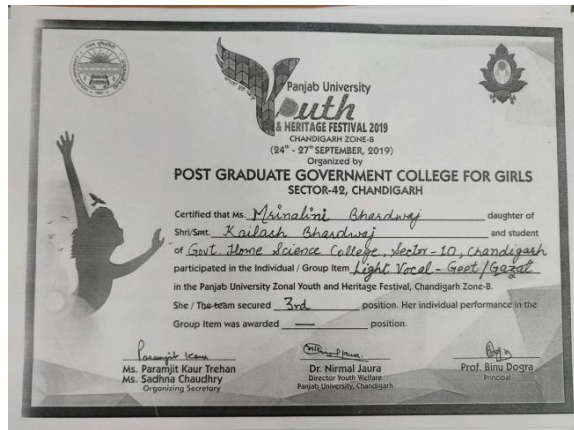 Panjab University
Youth
& HERITAGE FESTIVAL 2019
CHANDIGARH ZONE-B
(24th - 27th SEPTEMBER, 2019)
Organized by
POST GRADUATE GOVERNMENT COLLEGE FOR GIRLS
SECTOR-42, CHANDIGARH
Certified that Ms. Mrinalini Bhardwaj daughter of
Shri/Smt. Kailash Bhardwaj and student
of Govt. Home Science College, Sector-10, Chandigarh
participated in the Individual / Group Item Light Vocal - Geet/Gazal
in the Panjab University Zonal Youth and Heritage Festival, Chandigarh Zone-B.
She / The team secured 3rd position. Her individual performance in the
Group Item was awarded — position.
Paramjit Kaur
Ms. Paramjit Kaur Trehan
Ms. Sadhna Chaudhry
Organizing Secretary
Dr. Nirmal Jaura
Director Youth Welfare
Panjab University, Chandigarh
Prof. Binu Dogra
Principal